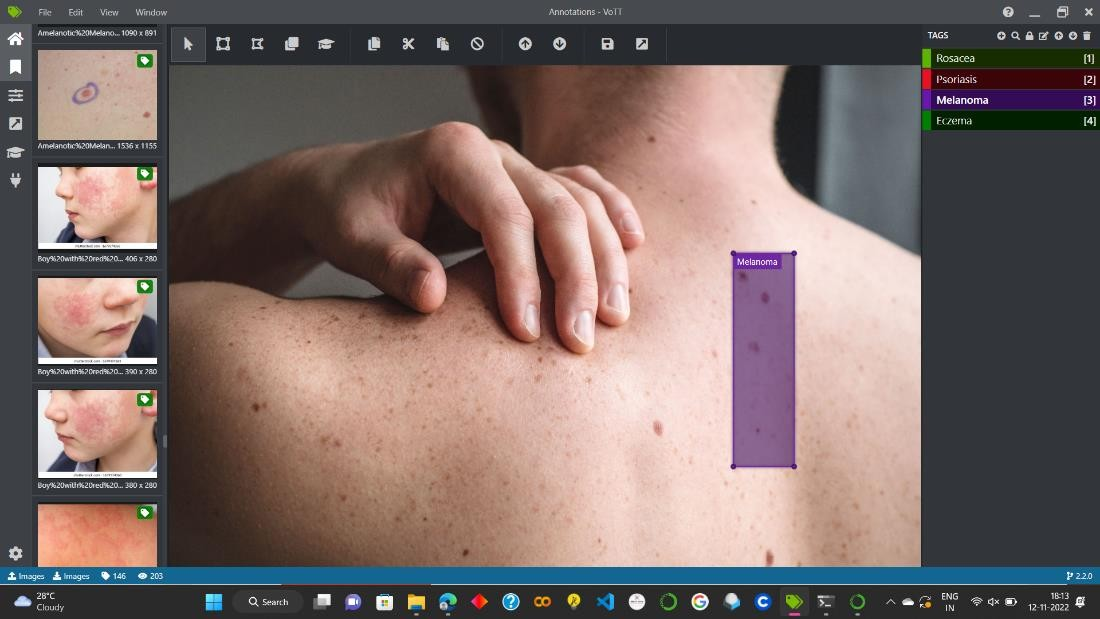 File Edit View Window
Annotations - VoTT
Amelanotic%20Melano... 1090 x 891
Amelanotic%20Melan... 1536 x 1155
Boy%20with%20red%20... 406 x 280
Boy%20with%20red%20... 390 x 280
Boy%20with%20red%20... 380 x 280
Melanoma
TAGS
Rosacea [1]
Psoriasis [2]
Melanoma [3]
Eczema [4]
Images Images 146 203
2.2.0
28°C
Cloudy
Search
ENG
IN
18:13
12-11-2022